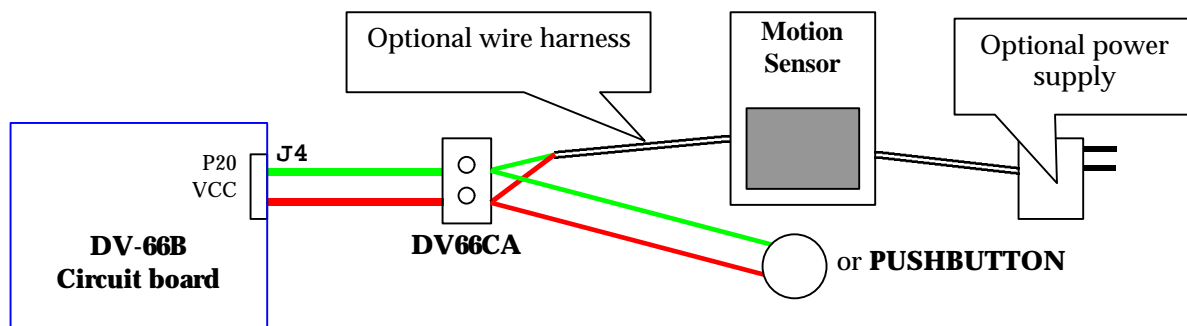 Optional wire harness
Motion
Sensor
Optional power
supply
P20
J4
VCC
DV-66B
Circuit board
DV66CA
or PUSHBUTTON